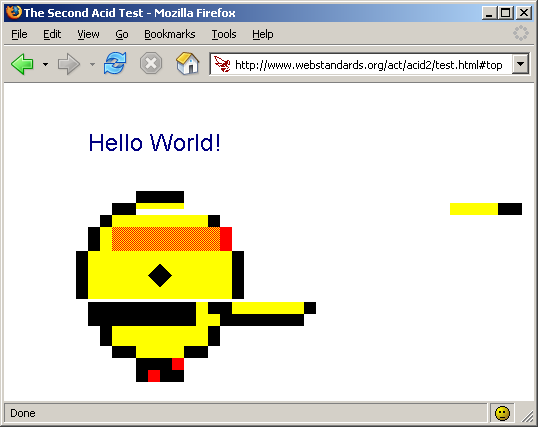 The Second Acid Test - Mozilla Firefox
File Edit View Go Bookmarks Tools Help
http://www.webstandards.org/act/acid2/test.html#top
Hello World!
Done